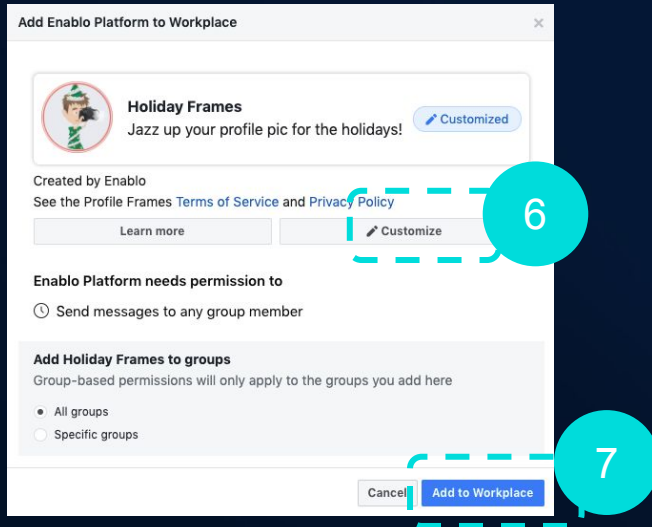 Add Enablo Platform to Workplace ×
Holiday Frames
Jazz up your profile pic for the holidays!
Customized
Created by Enablo
See the Profile Frames Terms of Service and Privacy Policy
Learn more
Customize
6
Enablo Platform needs permission to
Send messages to any group member
Add Holiday Frames to groups
Group-based permissions will only apply to the groups you add here
All groups
Specific groups
7
Cancel
Add to Workplace